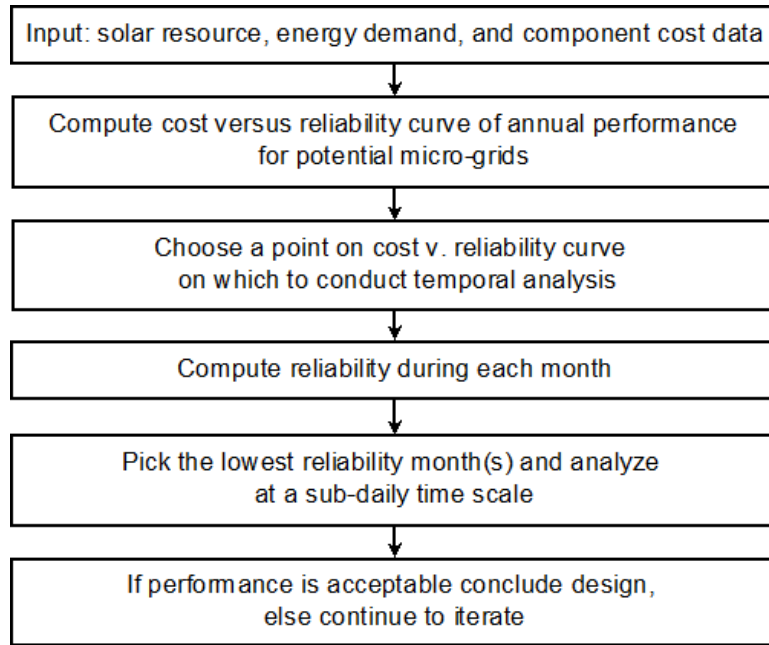 Input: solar resource, energy demand, and component cost data
Compute cost versus reliability curve of annual performance
for potential micro-grids
Choose a point on cost v. reliability curve
on which to conduct temporal analysis
Compute reliability during each month
Pick the lowest reliability month(s) and analyze
at a sub-daily time scale
If performance is acceptable conclude design,
else continue to iterate